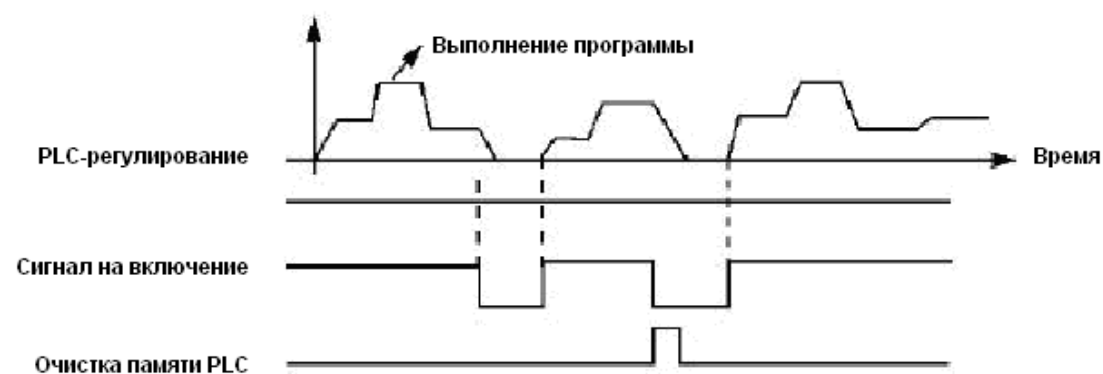 Выполнение программы
PLC-регулирование
Время
Сигнал на включение
Очистка памяти PLC